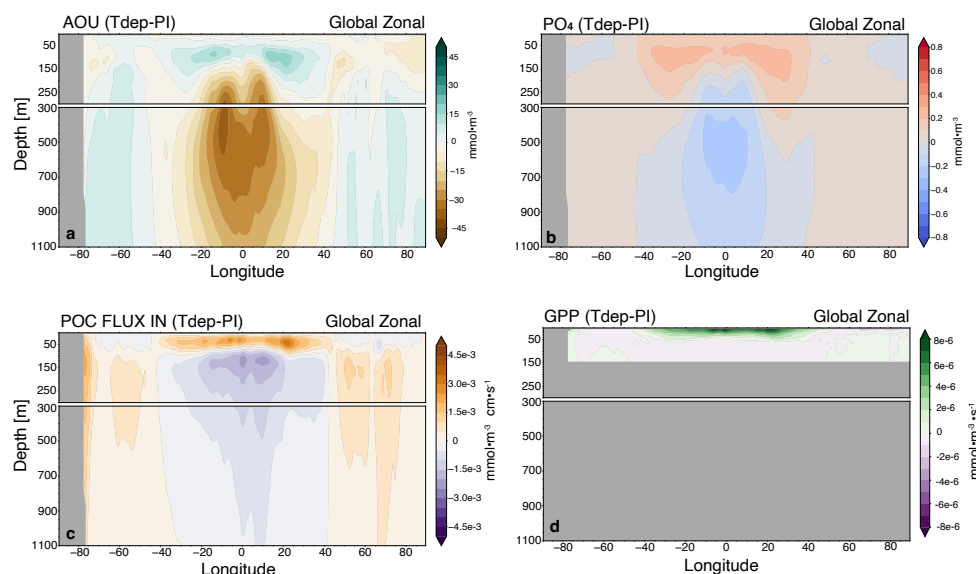 AOU (Tdep-PI) Global Zonal
50
150
250
300
500
700
900
1100
Depth [m]
a
−80 −60 −40 −20 0 20 40 60 80
Longitude
45
30
15
0
−15
−30
−45
mmol•m⁻³
PO₄ (Tdep-PI) Global Zonal
50
150
250
300
500
700
900
1100
b
−80 −60 −40 −20 0 20 40 60 80
Longitude
0.8
0.6
0.4
0.2
0
−0.2
−0.4
−0.6
−0.8
mmol•m⁻³
POC FLUX IN (Tdep-PI) Global Zonal
50
150
250
300
500
700
900
1100
Depth [m]
c
−80 −60 −40 −20 0 20 40 60 80
Longitude
4.5e-3
3.0e-3
1.5e-3
0
−1.5e-3
−3.0e-3
−4.5e-3
mmol•m⁻³ cm•s⁻¹
GPP (Tdep-PI) Global Zonal
50
150
250
300
500
700
900
1100
d
−80 −60 −40 −20 0 20 40 60 80
Longitude
8e-6
6e-6
4e-6
2e-6
0
-2e-6
-4e-6
-6e-6
-8e-6
mmol•m⁻³•s⁻¹